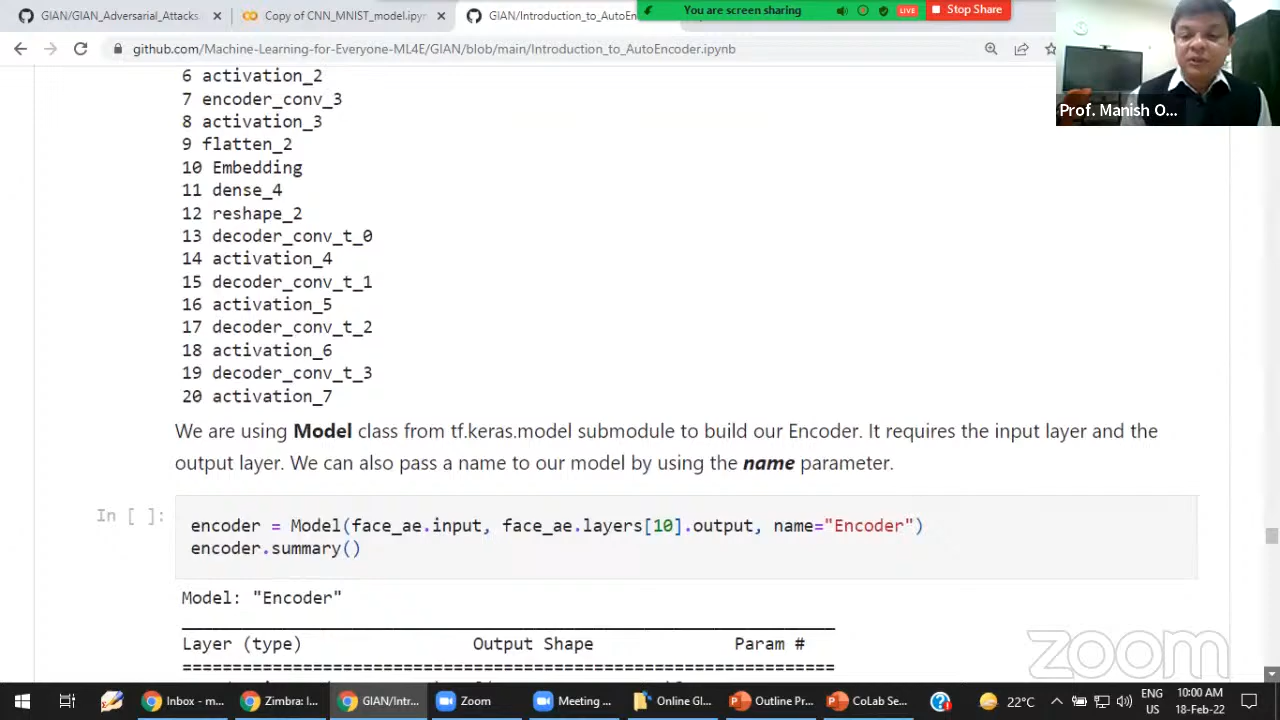 GIAN/GIAN_Adversarial_Attacks
Copy of CNN_MNIST_model.ipynb
GIAN/Introduction_to_AutoEn
You are screen sharing
LIVE
Stop Share
github.com/Machine-Learning-for-Everyone-ML4E/GIAN/blob/main/Introduction_to_AutoEncoder.ipynb
Prof. Manish O...
6 activation_2
7 encoder_conv_3
8 activation_3
9 flatten_2
10 Embedding
11 dense_4
12 reshape_2
13 decoder_conv_t_0
14 activation_4
15 decoder_conv_t_1
16 activation_5
17 decoder_conv_t_2
18 activation_6
19 decoder_conv_t_3
20 activation_7
We are using Model class from tf.keras.model submodule to build our Encoder. It requires the input layer and the
output layer. We can also pass a name to our model by using the name parameter.
In [ ]:
encoder = Model(face_ae.input, face_ae.layers[10].output, name="Encoder")
encoder.summary()
Model: "Encoder"
Layer (type) Output Shape Param #
=================================================================
zoom
Inbox - m...
Zimbra: I...
GIAN/Intr...
Zoom
Meeting ...
Online Gl...
Outline Pr...
CoLab Se...
22°C
ENG
US
10:00 AM
18-Feb-22